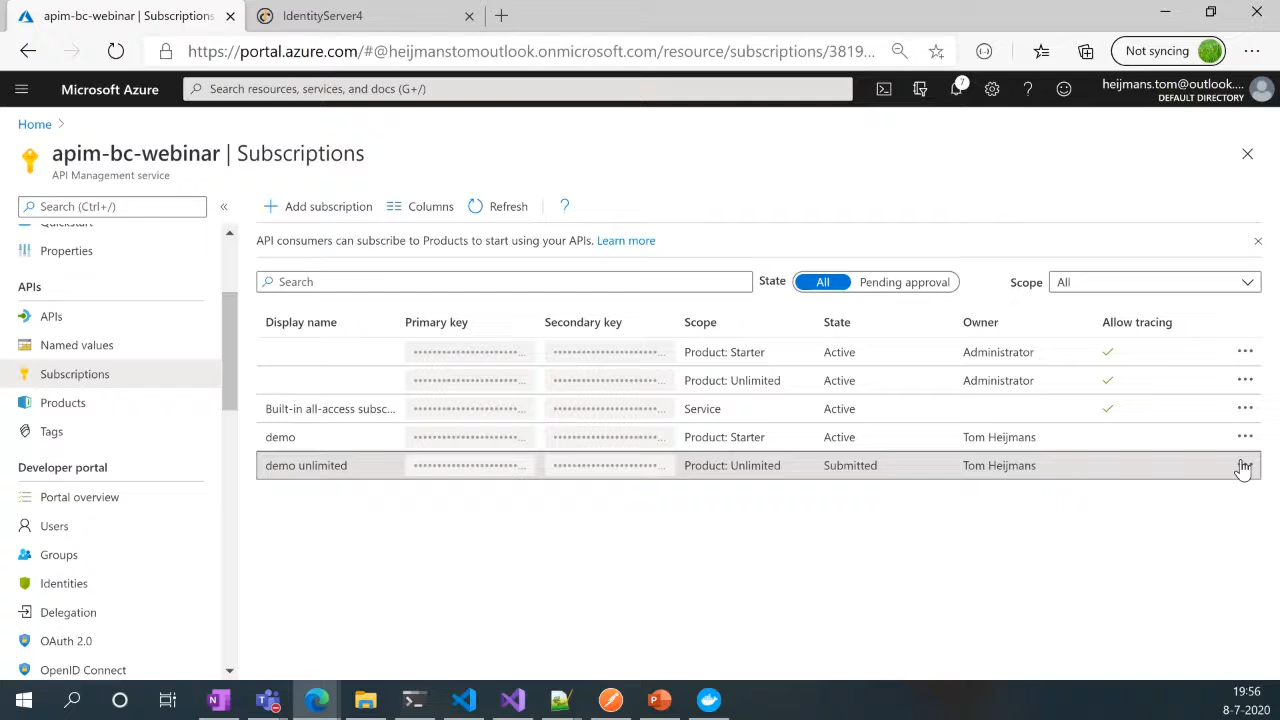 apim-bc-webinar | Subscriptions
IdentityServer4
https://portal.azure.com/#@heijmanstomoutlook.onmicrosoft.com/resource/subscriptions/3819...
Not syncing
Microsoft Azure
Search resources, services, and docs (G+/)
7
heijmans.tom@outlook....
DEFAULT DIRECTORY
Home
apim-bc-webinar | Subscriptions
API Management service
Search (Ctrl+/)
«
Add subscription
Columns
Refresh
?
API consumers can subscribe to Products to start using your APIs. Learn more
Search
State
All
Pending approval
Scope
All
Quickstart
Properties
APIs
APIs
Named values
Subscriptions
Products
Tags
Developer portal
Portal overview
Users
Groups
Identities
Delegation
OAuth 2.0
OpenID Connect
Display name Primary key Secondary key Scope State Owner Allow tracing
Product: Starter Active Administrator
Product: Unlimited Active Administrator
Built-in all-access subsc... Service Active
demo Product: Starter Active Tom Heijmans
demo unlimited Product: Unlimited Submitted Tom Heijmans
19:56
8-7-2020